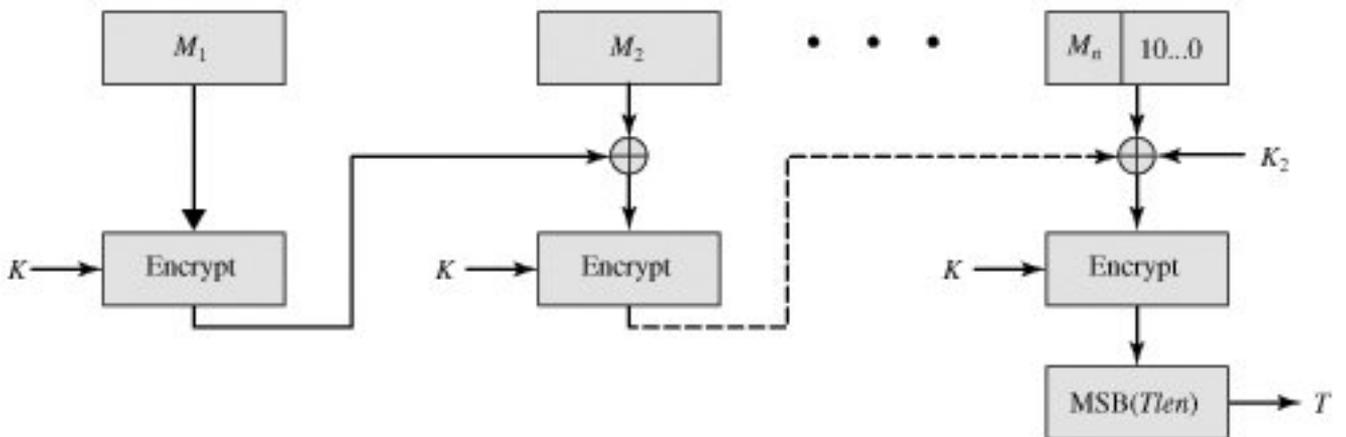 M₁
M₂
Mₙ 10...0
K₂
K Encrypt
K Encrypt
K Encrypt
MSB(Tlen) T